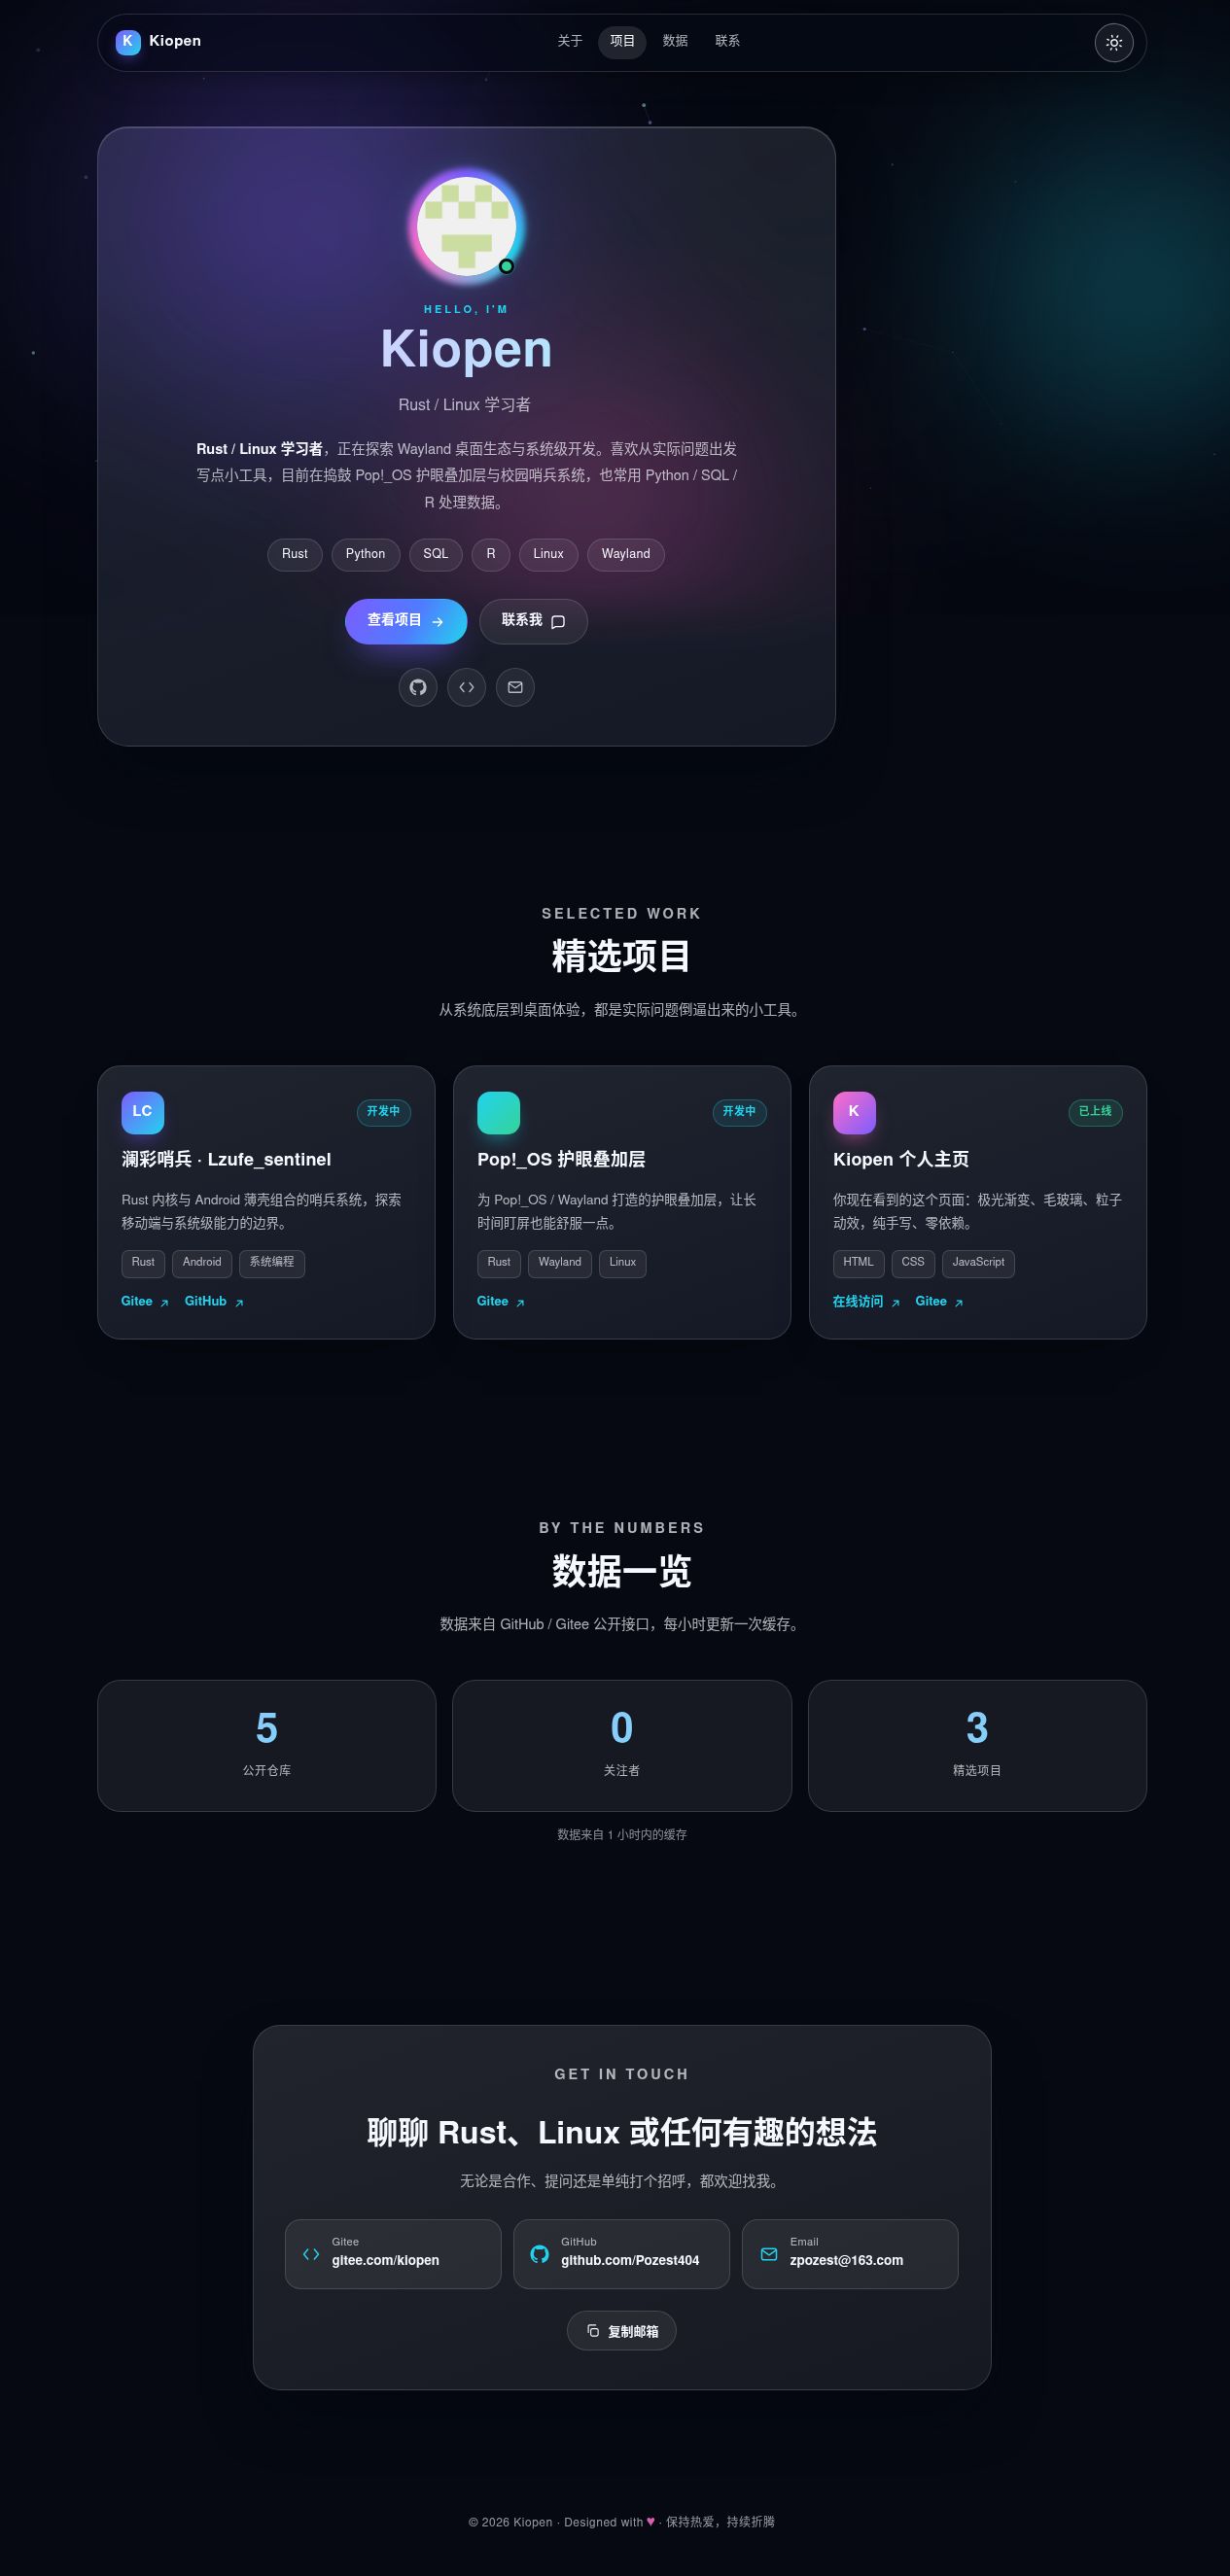 K Kiopen 关于 项目 数据 联系
HELLO, I'M
Kiopen
Rust / Linux 学习者
Rust / Linux 学习者，正在探索 Wayland 桌面生态与系统级开发。喜欢从实际问题出发
写点小工具，目前在捣鼓 Pop!_OS 护眼叠加层与校园哨兵系统，也常用 Python / SQL /
R 处理数据。
Rust Python SQL R Linux Wayland
查看项目 → 联系我
SELECTED WORK
精选项目
从系统底层到桌面体验，都是实际问题倒逼出来的小工具。
LC 开发中
澜彩哨兵 · Lzufe_sentinel
Rust 内核与 Android 薄壳组合的哨兵系统，探索
移动端与系统级能力的边界。
Rust Android 系统编程
Gitee ↗ GitHub ↗
开发中
Pop!_OS 护眼叠加层
为 Pop!_OS / Wayland 打造的护眼叠加层，让长
时间盯屏也能舒服一点。
Rust Wayland Linux
Gitee ↗
K 已上线
Kiopen 个人主页
你现在看到的这个页面：极光渐变、毛玻璃、粒子
动效，纯手写、零依赖。
HTML CSS JavaScript
在线访问 ↗ Gitee ↗
BY THE NUMBERS
数据一览
数据来自 GitHub / Gitee 公开接口，每小时更新一次缓存。
5
公开仓库
0
关注者
3
精选项目
数据来自 1 小时内的缓存
GET IN TOUCH
聊聊 Rust、Linux 或任何有趣的想法
无论是合作、提问还是单纯打个招呼，都欢迎找我。
Gitee
gitee.com/kiopen
GitHub
github.com/Pozest404
Email
zpozest@163.com
复制邮箱
© 2026 Kiopen · Designed with ♥ · 保持热爱，持续折腾